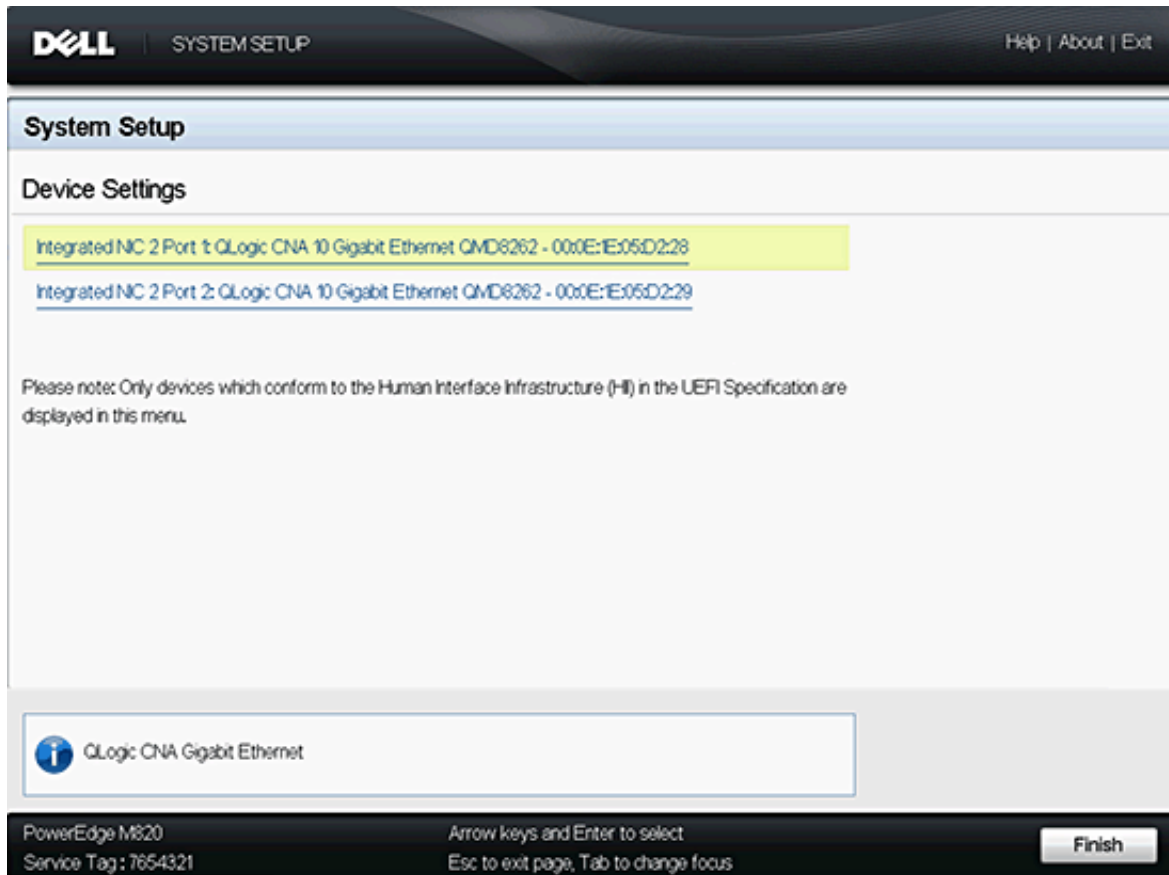 DELL
SYSTEM SETUP
Help | About | Exit
System Setup
Device Settings
Integrated NIC 2 Port 1: QLogic CNA 10 Gigabit Ethernet QMD8262 - 00:0E:1E:05:D2:28
Integrated NIC 2 Port 2: QLogic CNA 10 Gigabit Ethernet QMD8262 - 00:0E:1E:05:D2:29
Please note: Only devices which conform to the Human Interface Infrastructure (HII) in the UEFI Specification are
displayed in this menu.
QLogic CNA Gigabit Ethernet
PowerEdge M820
Service Tag : 7654321
Arrow keys and Enter to select
Esc to exit page, Tab to change focus
Finish